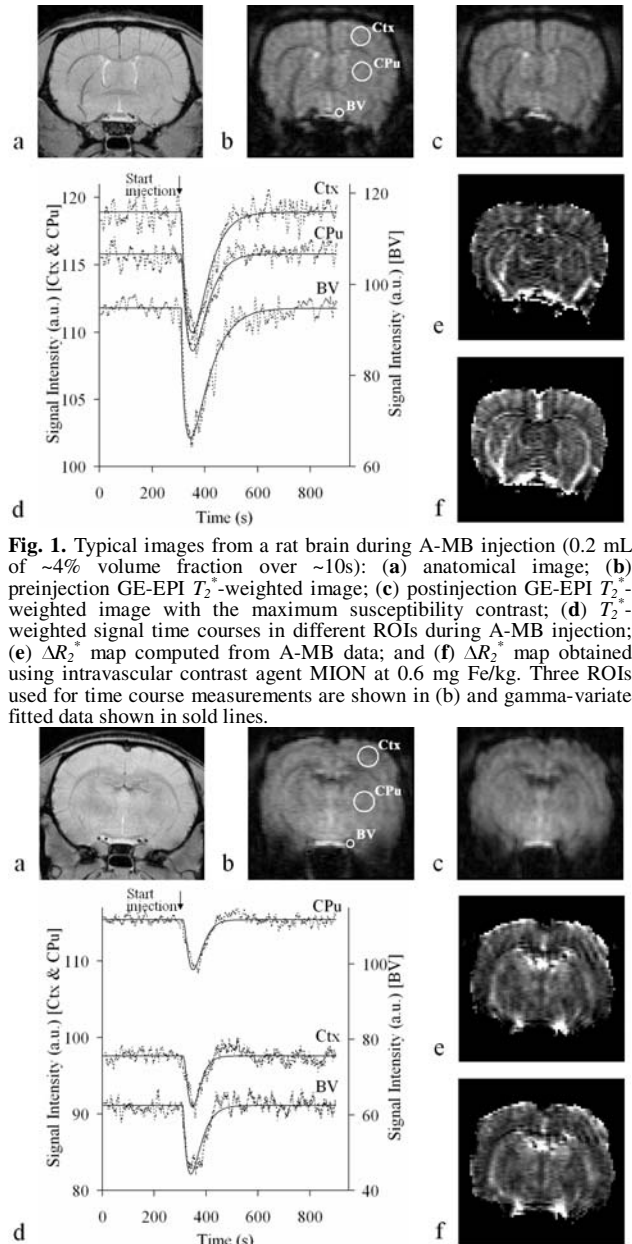 Ctx
CPu
BV
a
b
c
Start
injection
Ctx
CPu
BV
Signal Intensity (a.u.) [Ctx & CPu]
120
115
110
105
100
Signal Intensity (a.u.) [BV]
120
100
80
60
0 200 400 600 800
Time (s)
d
e
f
Fig. 1. Typical images from a rat brain during A-MB injection (0.2 mL
of ~4% volume fraction over ~10s): (a) anatomical image; (b)
preinjection GE-EPI T2*-weighted image; (c) postinjection GE-EPI T2*-
weighted image with the maximum susceptibility contrast; (d) T2*-
weighted signal time courses in different ROIs during A-MB injection;
(e) ΔR2* map computed from A-MB data; and (f) ΔR2* map obtained
using intravascular contrast agent MION at 0.6 mg Fe/kg. Three ROIs
used for time course measurements are shown in (b) and gamma-variate
fitted data shown in sold lines.
Ctx
CPu
BV
a
b
c
Start
injection
CPu
Ctx
BV
Signal Intensity (a.u.) [Ctx & CPu]
110
100
90
80
Signal Intensity (a.u.) [BV]
100
80
60
40
0 200 400 600 800
Time (s)
d
e
f